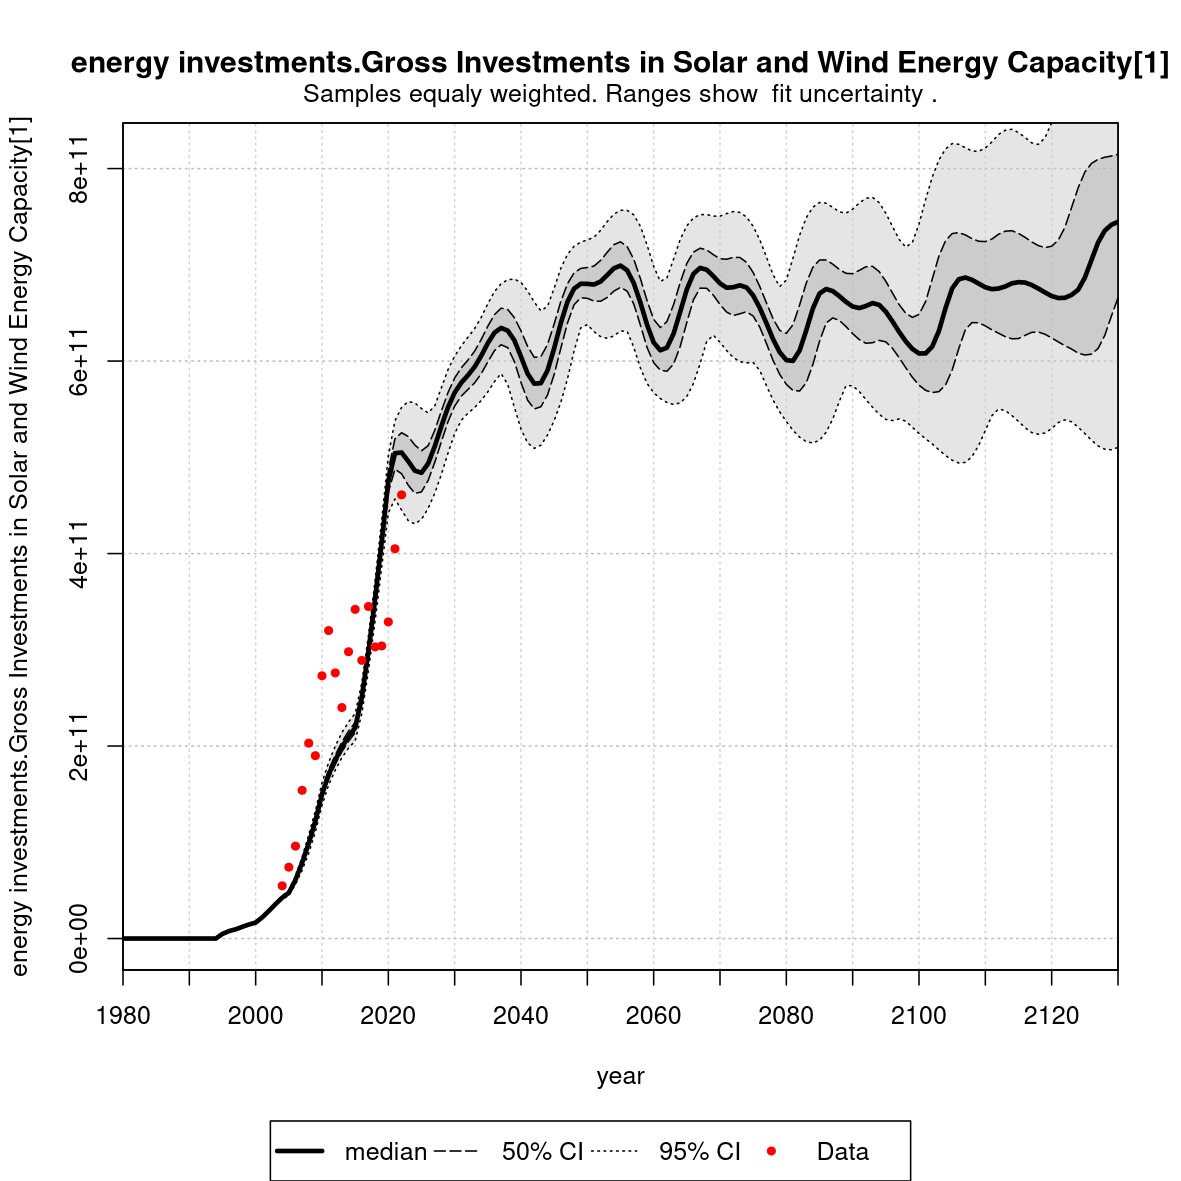 energy investments.Gross Investments in Solar and Wind Energy Capacity[1]
Samples equaly weighted. Ranges show  fit uncertainty .
energy investments.Gross Investments in Solar and Wind Energy Capacity[1]
8e+11
6e+11
4e+11
2e+11
0e+00
1980 2000 2020 2040 2060 2080 2100 2120
year
median 50% CI 95% CI Data